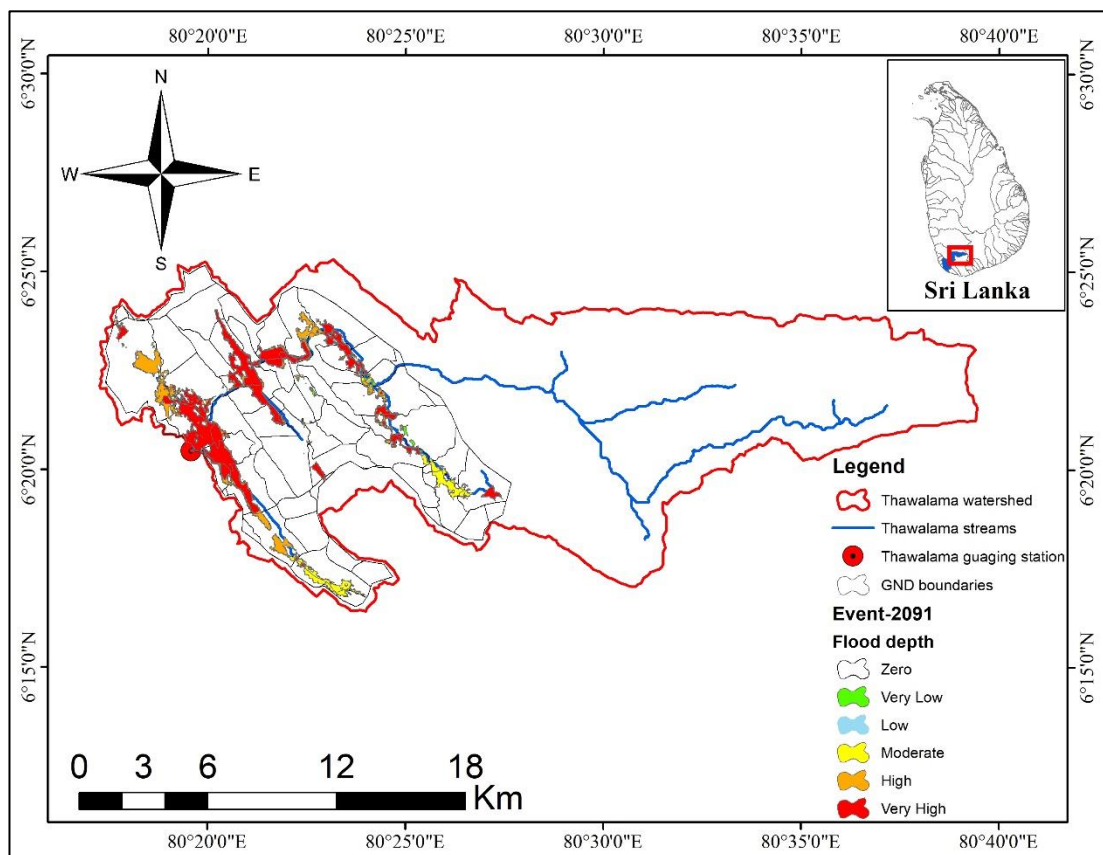 80°20'0"E 80°25'0"E 80°30'0"E 80°35'0"E 80°40'0"E
6°30'0"N
6°30'0"N
N
W E
S
Sri Lanka
6°25'0"N
6°25'0"N
6°20'0"N
6°20'0"N
Legend
Thawalama watershed
Thawalama streams
Thawalama guaging station
GND boundaries
Event-2091
Flood depth
Zero
Very Low
Low
Moderate
High
Very High
6°15'0"N
6°15'0"N
0 3 6 12 18
Km
80°20'0"E 80°25'0"E 80°30'0"E 80°35'0"E 80°40'0"E